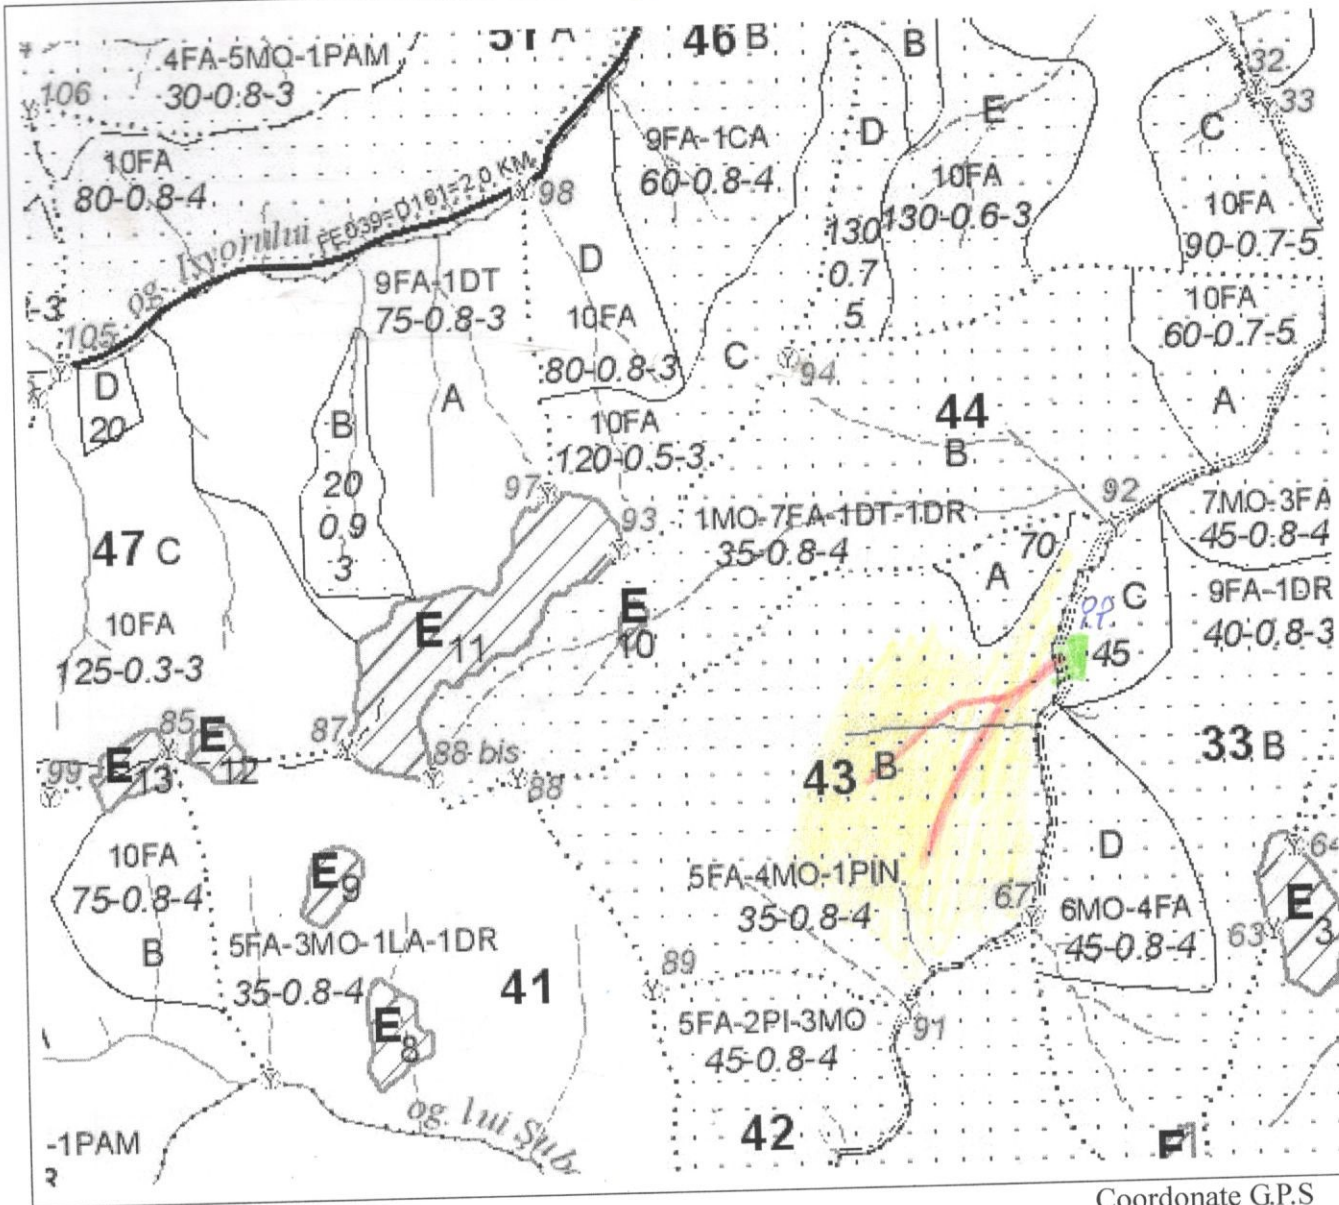 51 A
46 B
B
4FA-5MO-1PAM
30-0.8-3
106
32
33
E
D
C
9FA-1CA
60-0.8-4
10FA
80-0.8-4
98
FE039=D161=2.0 KM
10FA
130-0.6-3
10FA
90-0.7-5
130
0.7
5
D
9FA-1DT
75-0.8-3
10FA
60-0.7-5
-3
105
10FA
80-0.8-3
C
94
D
20
B
A
44
A
10FA
120-0.5-3
B
20
0.9
3
97
93
92
1MO-7FA-1DT-1DR
35-0.8-4
7MO-3FA
45-0.8-4
47 C
70
A
C
9FA-1DR
40-0.8-3
E
10
PP
45
10FA
125-0.3-3
E
11
85
E
12
87
88 bis
88
99
E
13
43 B
33 B
10FA
75-0.8-4
B
E
9
D
64
5FA-4MO-1PIN
35-0.8-4
67
6MO-4FA
45-0.8-4
E
3
63
5FA-3MO-1LA-1DR
35-0.8-4
41
89
E
8
5FA-2PI-3MO
45-0.8-4
91
og. lui Sub
42
-1PAM
R
Coordonate G.P.S